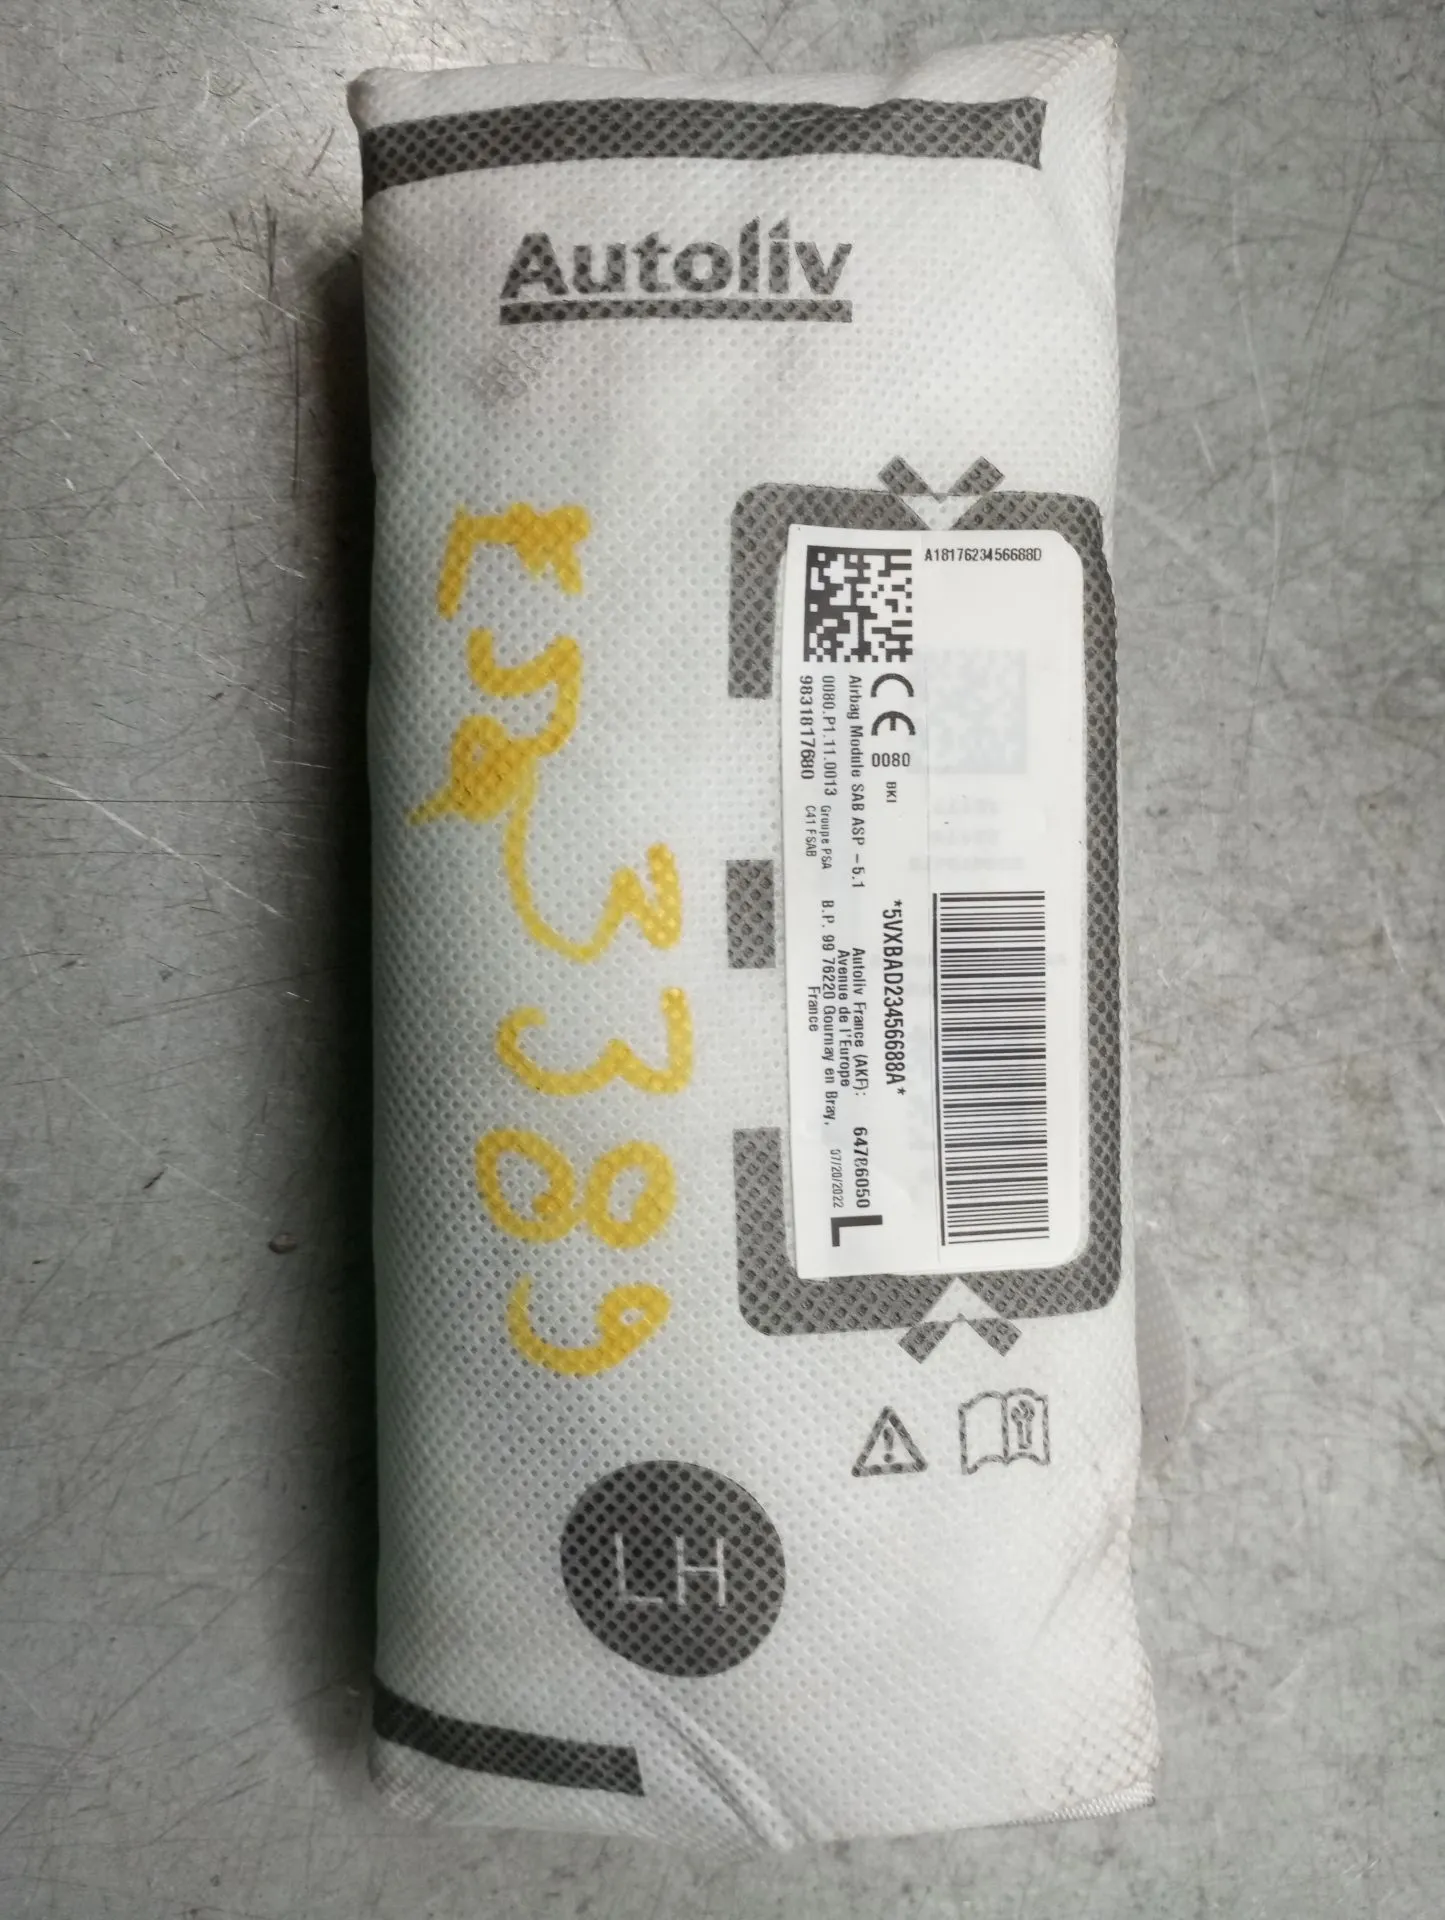 Autoliv
A1817623456688D
CE 0080
BKI
Airbag Module SAB ASP -5.1
0080.P1.11.0013 Groupe PSA
9831817680 C41 FSAB
*5VXBAD23456688A*
Autoliv France (AKF):
Avenue de l'Europe
B.P. 99 76220 Gournay en Bray,
France
64786050
07/20/2022
L
3389
LH